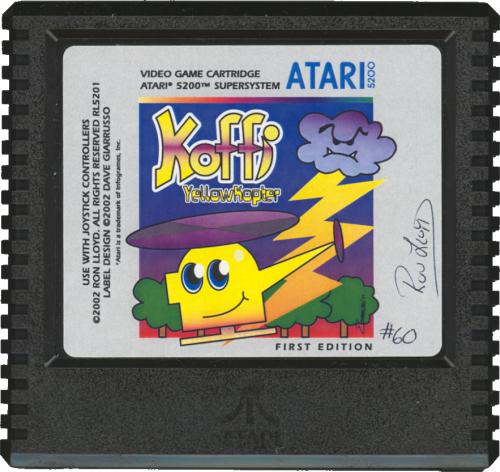 VIDEO GAME CARTRIDGE
ATARI® 5200™ SUPERSYSTEM
ATARI 5200
USE WITH JOYSTICK CONTROLLERS
©2002 RON LLOYD. ALL RIGHTS RESERVED RL5201
LABEL DESIGN ©2002 DAVE GIARRUSSO
*Atari is a trademark of Infogrames, Inc.
Koffi
YellowKopter
Ron Lloyd
#60
FIRST EDITION
ATARI